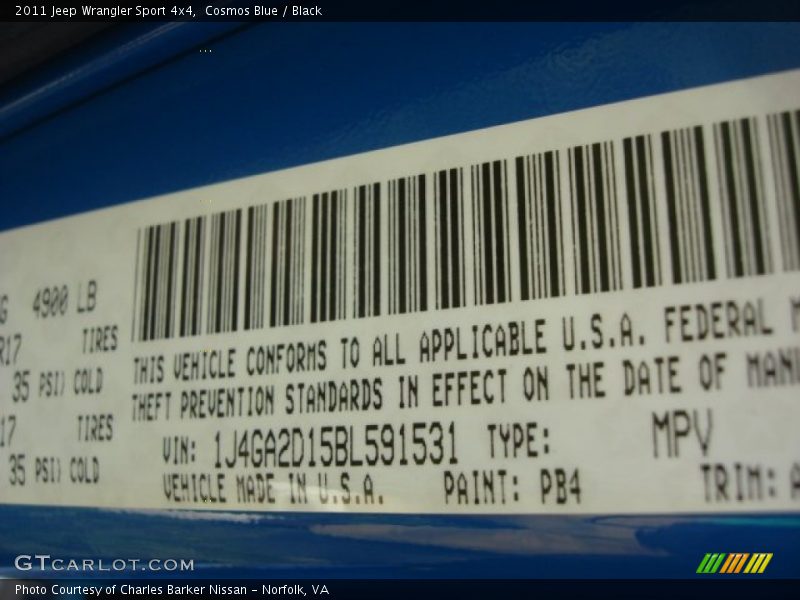 2011 Jeep Wrangler Sport 4x4, Cosmos Blue / Black
4900 LB
R17 TIRES
35 PSI) COLD
17 TIRES
35 PSI) COLD
THIS VEHICLE CONFORMS TO ALL APPLICABLE U.S.A. FEDERAL
THEFT PREVENTION STANDARDS IN EFFECT ON THE DATE OF
VIN: 1J4GA2D15BL591531 TYPE: MPV
VEHICLE MADE IN U.S.A. PAINT: PB4 TRIM:
GTCARLOT.COM
Photo Courtesy of Charles Barker Nissan - Norfolk, VA